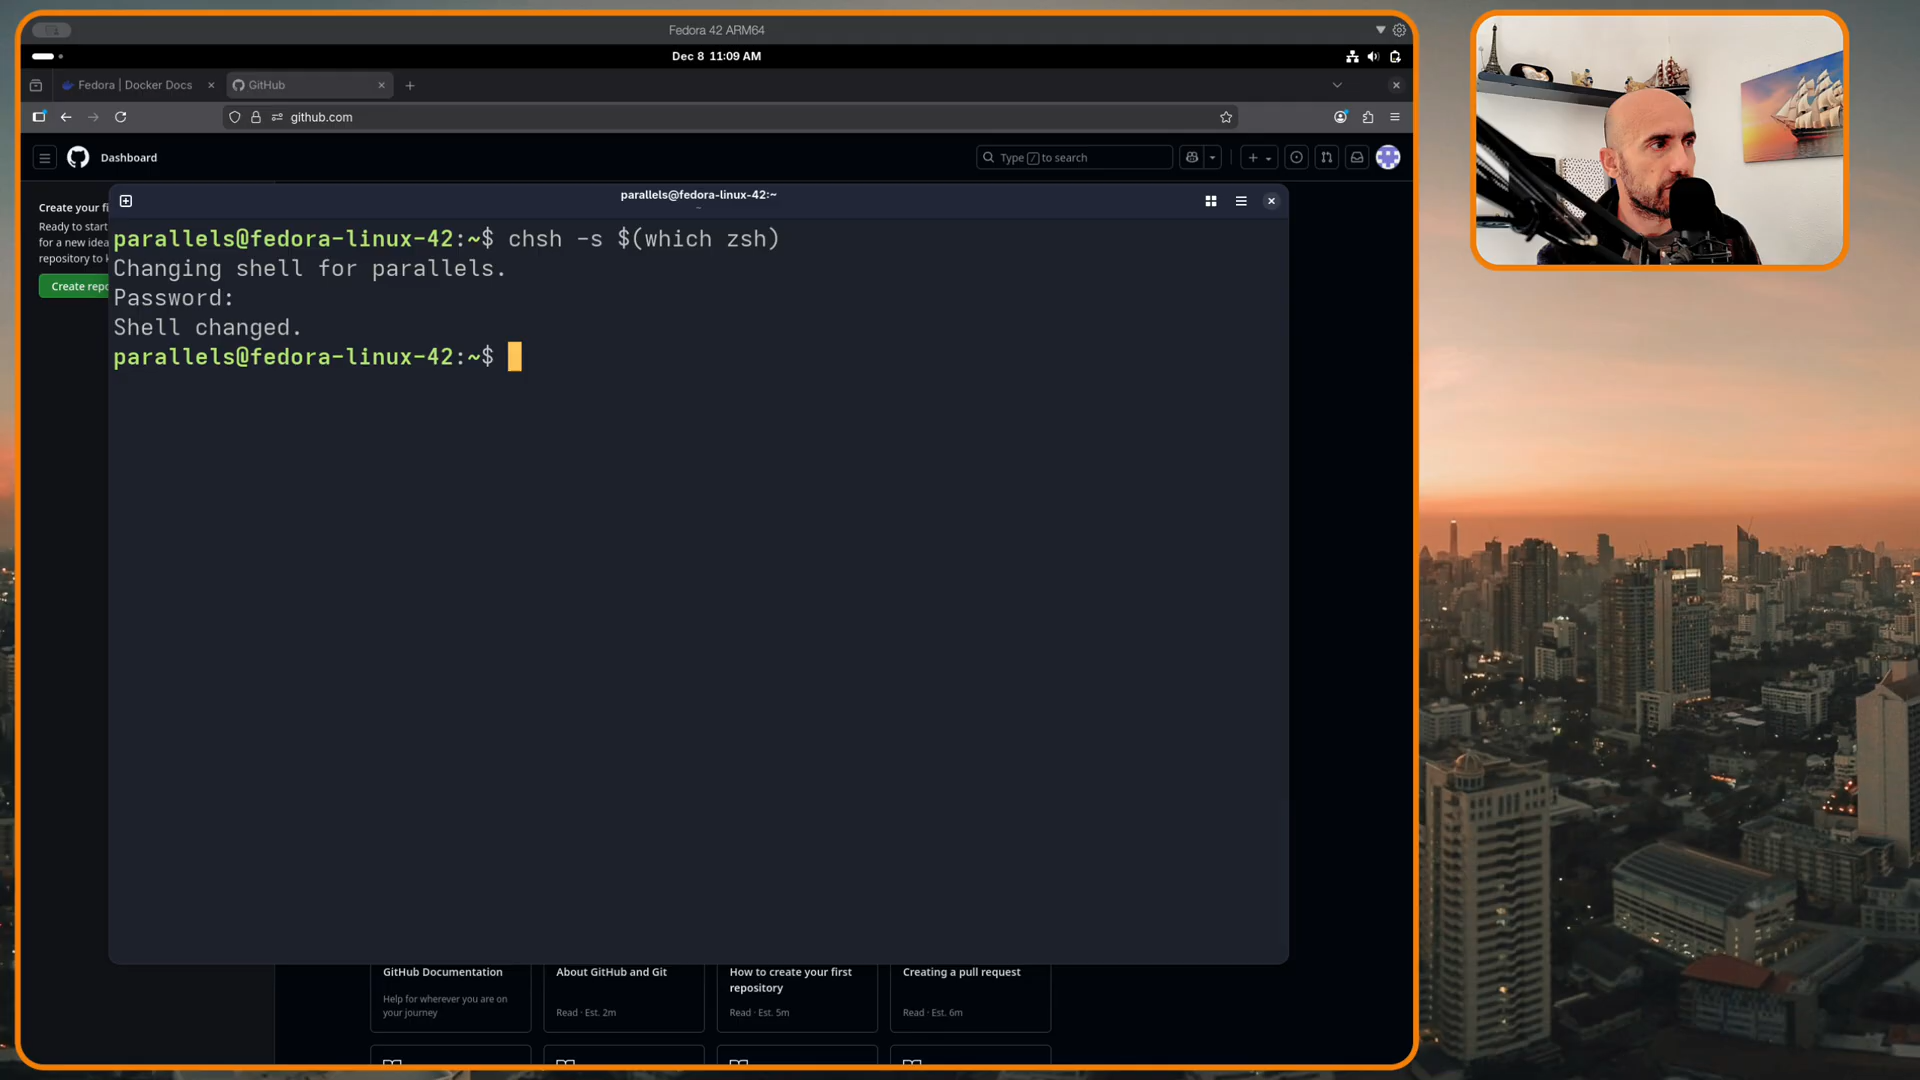 Fedora 42 ARM64
Dec 8 11:09 AM
Fedora | Docker Docs
GitHub
github.com
Dashboard
Type / to search
Create your fi
Ready to start
for a new idea
repository to k
Create repo
parallels@fedora-linux-42:~
~
parallels@fedora-linux-42:~$ chsh -s $(which zsh)
Changing shell for parallels.
Password:
Shell changed.
parallels@fedora-linux-42:~$
GitHub Documentation
Help for wherever you are on
your journey
About GitHub and Git
Read · Est. 2m
How to create your first
repository
Read · Est. 5m
Creating a pull request
Read · Est. 6m